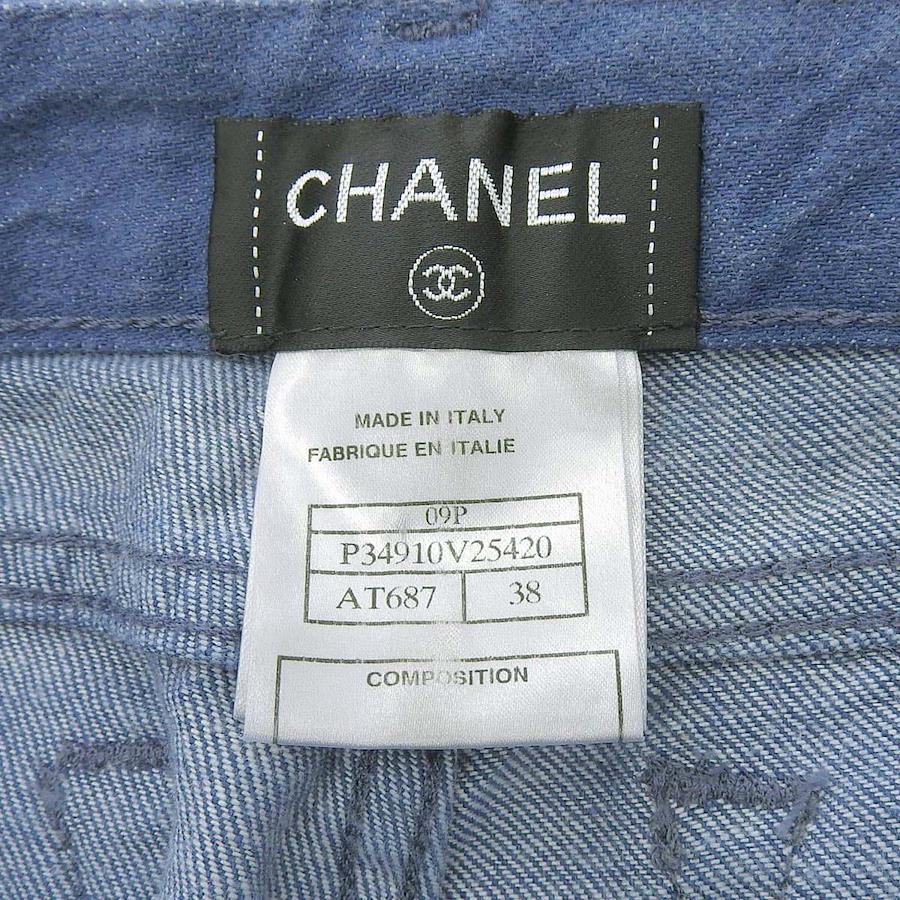 CHANEL
MADE IN ITALY
FABRIQUE EN ITALIE
09P
P34910V25420
AT687 38
COMPOSITION